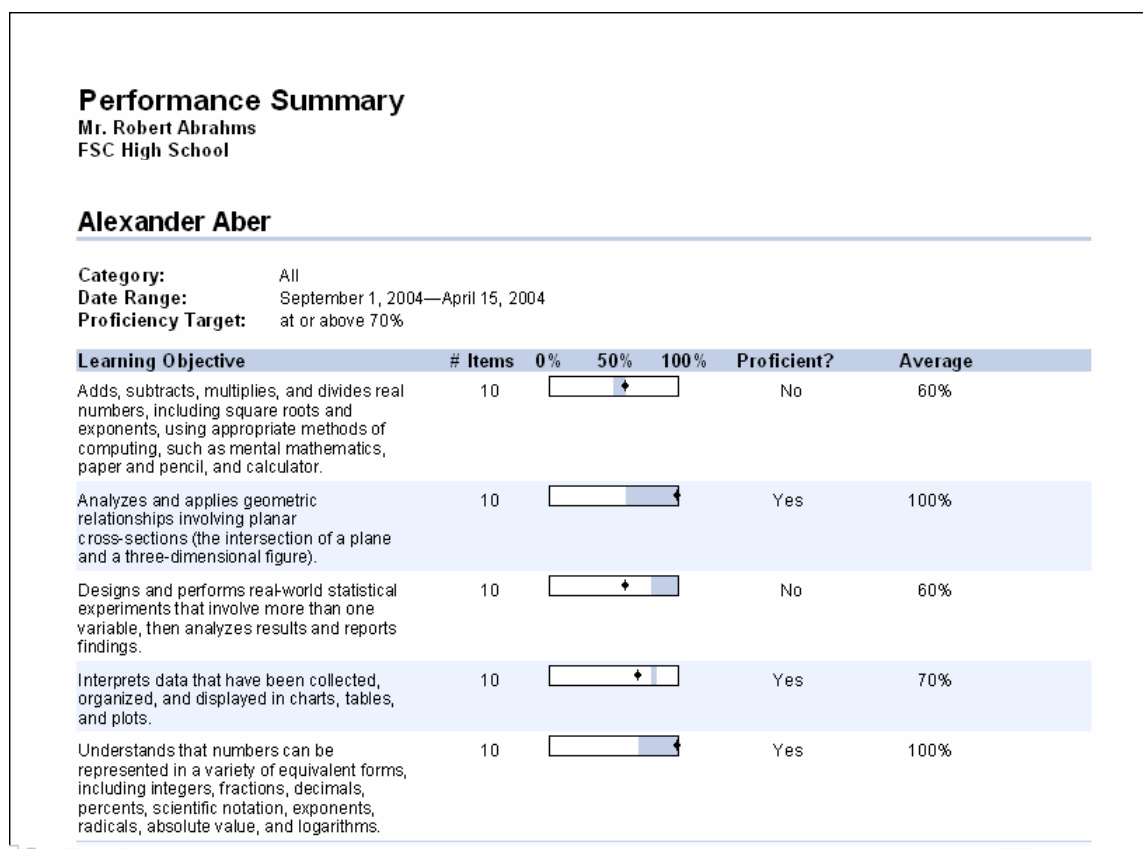 Performance Summary
Mr. Robert Abrahms
FSC High School
Alexander Aber
Category: All
Date Range: September 1, 2004—April 15, 2004
Proficiency Target: at or above 70%
Learning Objective # Items 0% 50% 100% Proficient? Average
Adds, subtracts, multiplies, and divides real 10 No 60%
numbers, including square roots and
exponents, using appropriate methods of
computing, such as mental mathematics,
paper and pencil, and calculator.
Analyzes and applies geometric 10 Yes 100%
relationships involving planar
cross-sections (the intersection of a plane
and a three-dimensional figure).
Designs and performs real-world statistical 10 No 60%
experiments that involve more than one
variable, then analyzes results and reports
findings.
Interprets data that have been collected, 10 Yes 70%
organized, and displayed in charts, tables,
and plots.
Understands that numbers can be 10 Yes 100%
represented in a variety of equivalent forms,
including integers, fractions, decimals,
percents, scientific notation, exponents,
radicals, absolute value, and logarithms.